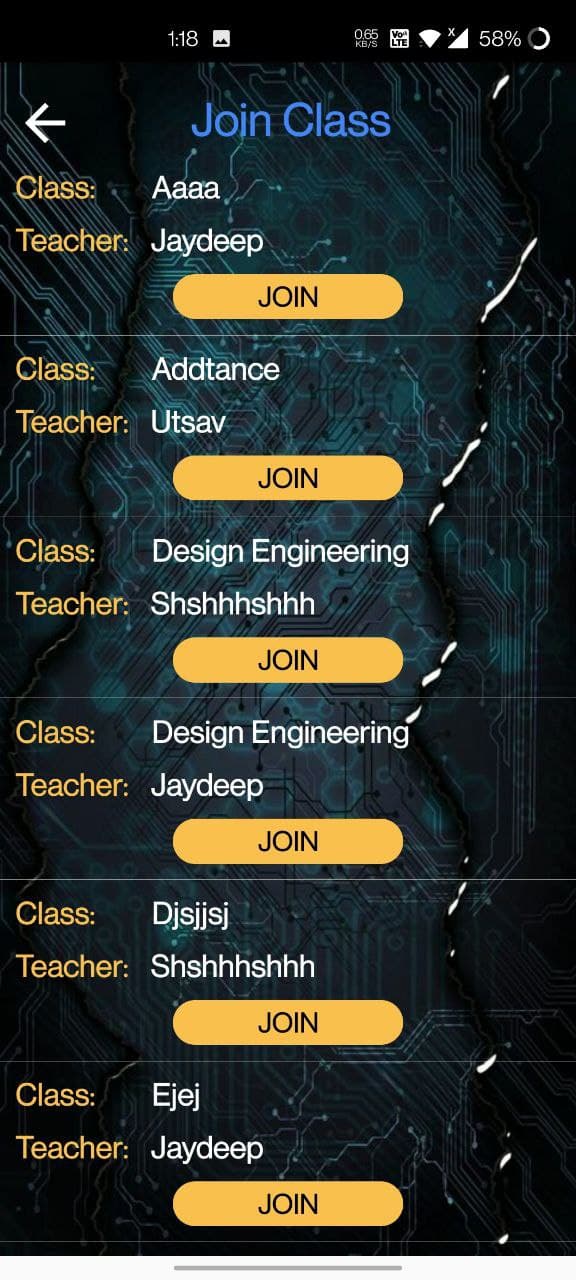 1:18 0.65 KB/S Vo LTE X 58%
Join Class
Class: Aaaa
Teacher: Jaydeep
JOIN
Class: Addtance
Teacher: Utsav
JOIN
Class: Design Engineering
Teacher: Shshhhshhh
JOIN
Class: Design Engineering
Teacher: Jaydeep
JOIN
Class: Djsjjsj
Teacher: Shshhhshhh
JOIN
Class: Ejej
Teacher: Jaydeep
JOIN